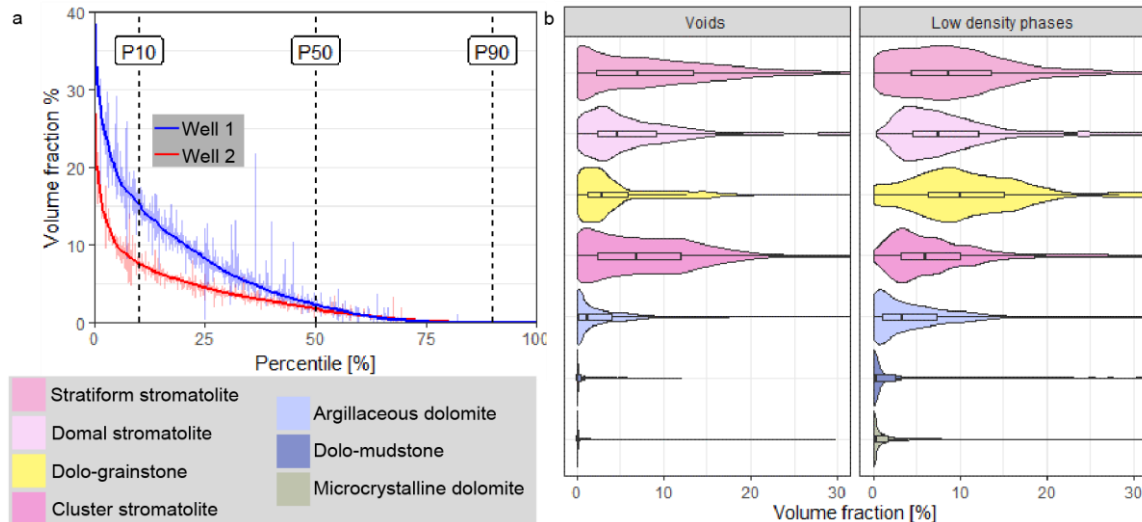 a
40
30
20
10
0
Volume fraction %
P10
P50
P90
Well 1
Well 2
0
25
50
75
100
Percentile [%]
Stratiform stromatolite
Domal stromatolite
Dolo-grainstone
Cluster stromatolite
Argillaceous dolomite
Dolo-mudstone
Microcrystalline dolomite
b
Voids
Low density phases
0
10
20
30
0
10
20
30
Volume fraction [%]